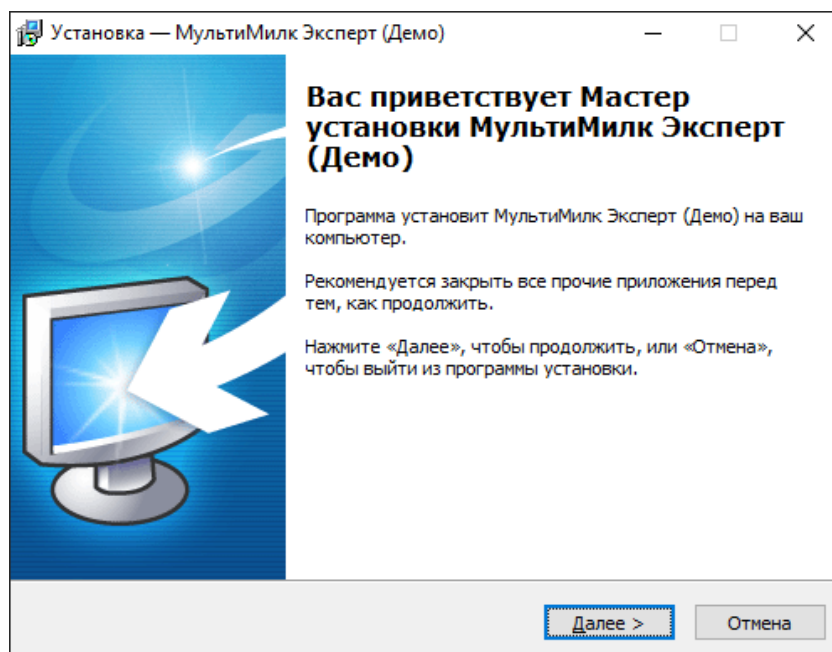 Установка — МультиМилк Эксперт (Демо)
Вас приветствует Мастер
установки МультиМилк Эксперт
(Демо)
Программа установит МультиМилк Эксперт (Демо) на ваш
компьютер.
Рекомендуется закрыть все прочие приложения перед
тем, как продолжить.
Нажмите «Далее», чтобы продолжить, или «Отмена»,
чтобы выйти из программы установки.
Далее >
Отмена